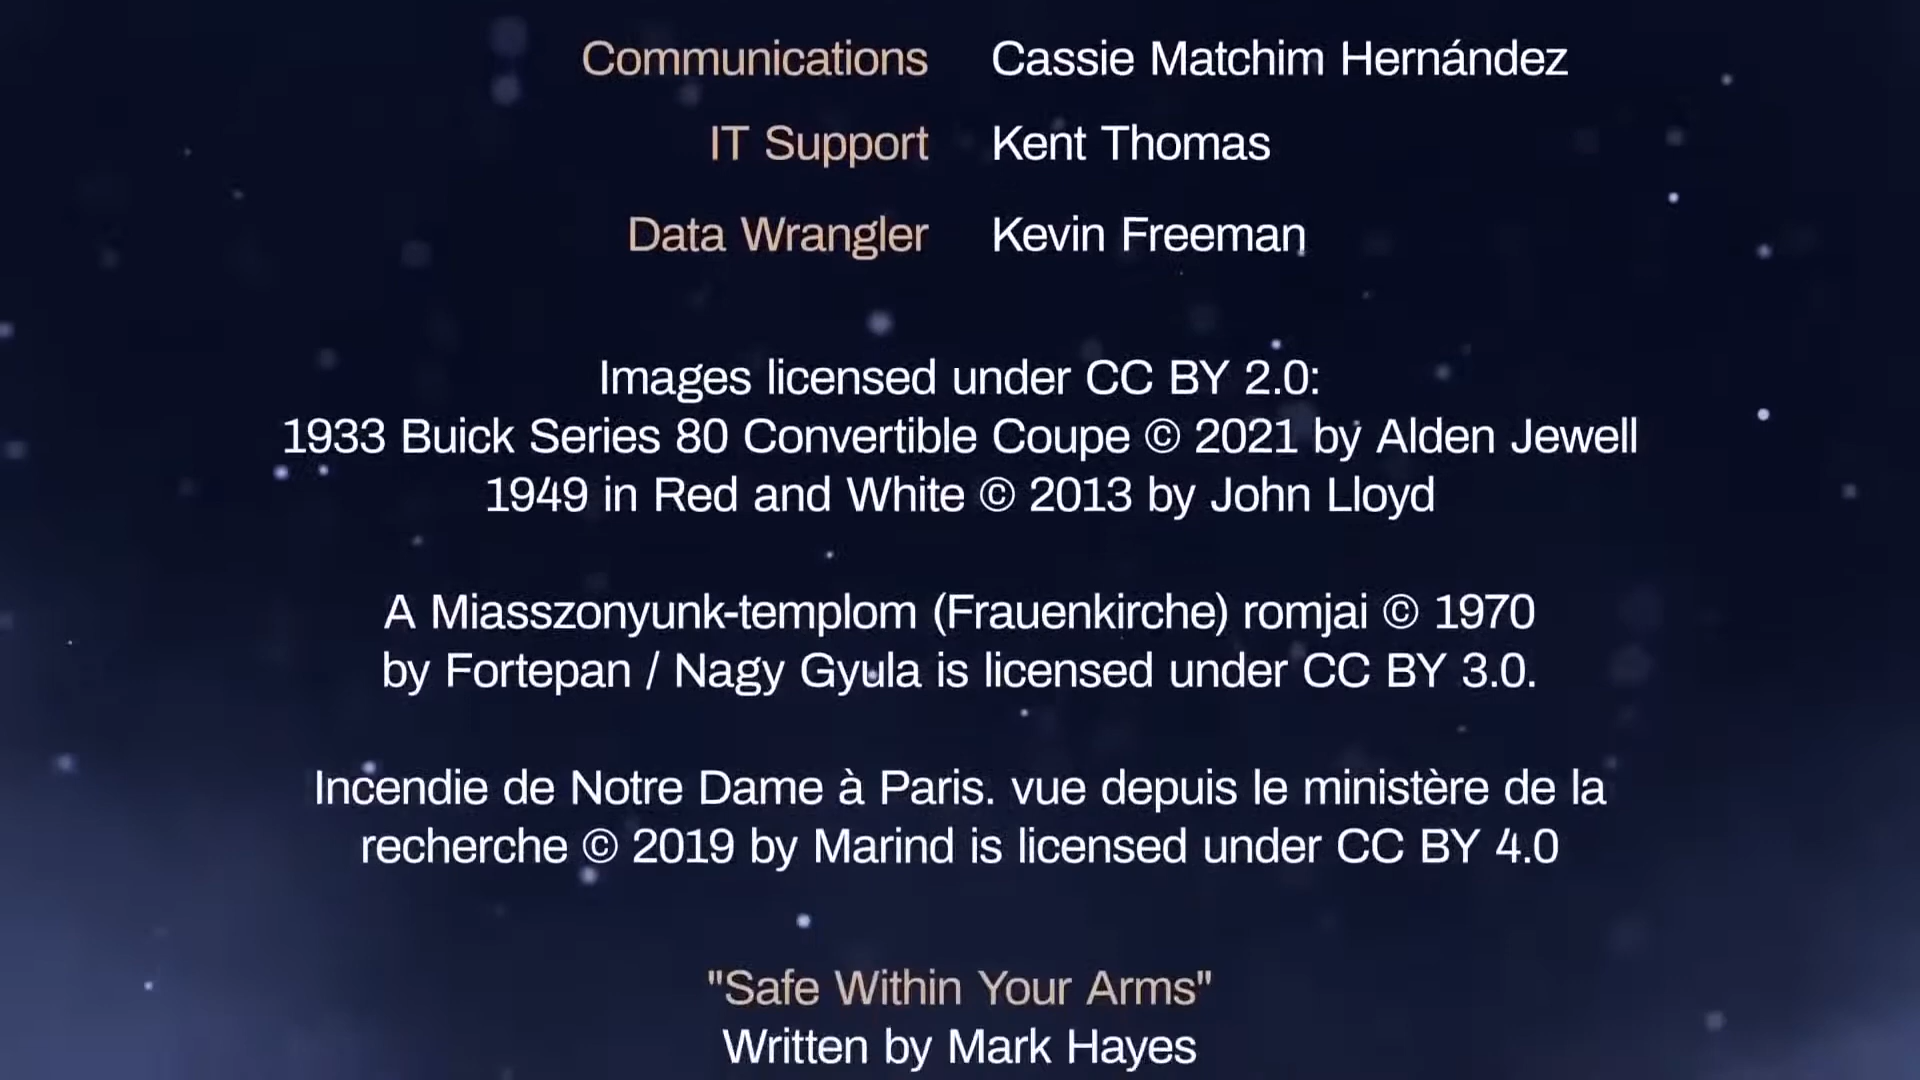 Communications Cassie Matchim Hernández
IT Support Kent Thomas
Data Wrangler Kevin Freeman
Images licensed under CC BY 2.0:
1933 Buick Series 80 Convertible Coupe © 2021 by Alden Jewell
1949 in Red and White © 2013 by John Lloyd
A Miasszonyunk-templom (Frauenkirche) romjai © 1970
by Fortepan / Nagy Gyula is licensed under CC BY 3.0.
Incendie de Notre Dame à Paris. vue depuis le ministère de la
recherche © 2019 by Marind is licensed under CC BY 4.0
"Safe Within Your Arms"
Written by Mark Hayes